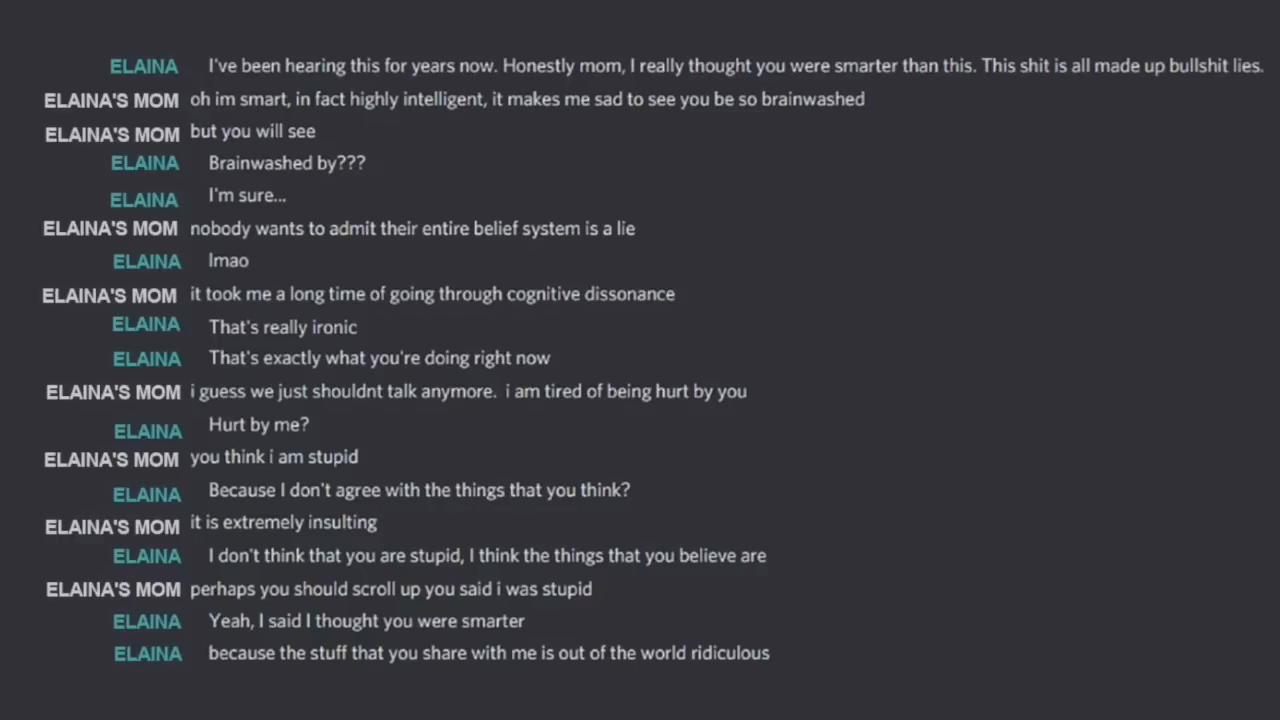 ELAINA I've been hearing this for years now. Honestly mom, I really thought you were smarter than this. This shit is all made up bullshit lies.
ELAINA'S MOM oh im smart, in fact highly intelligent, it makes me sad to see you be so brainwashed
ELAINA'S MOM but you will see
ELAINA Brainwashed by???
ELAINA I'm sure...
ELAINA'S MOM nobody wants to admit their entire belief system is a lie
ELAINA lmao
ELAINA'S MOM it took me a long time of going through cognitive dissonance
ELAINA That's really ironic
ELAINA That's exactly what you're doing right now
ELAINA'S MOM i guess we just shouldnt talk anymore.  i am tired of being hurt by you
ELAINA Hurt by me?
ELAINA'S MOM you think i am stupid
ELAINA Because I don't agree with the things that you think?
ELAINA'S MOM it is extremely insulting
ELAINA I don't think that you are stupid, I think the things that you believe are
ELAINA'S MOM perhaps you should scroll up you said i was stupid
ELAINA Yeah, I said I thought you were smarter
ELAINA because the stuff that you share with me is out of the world ridiculous